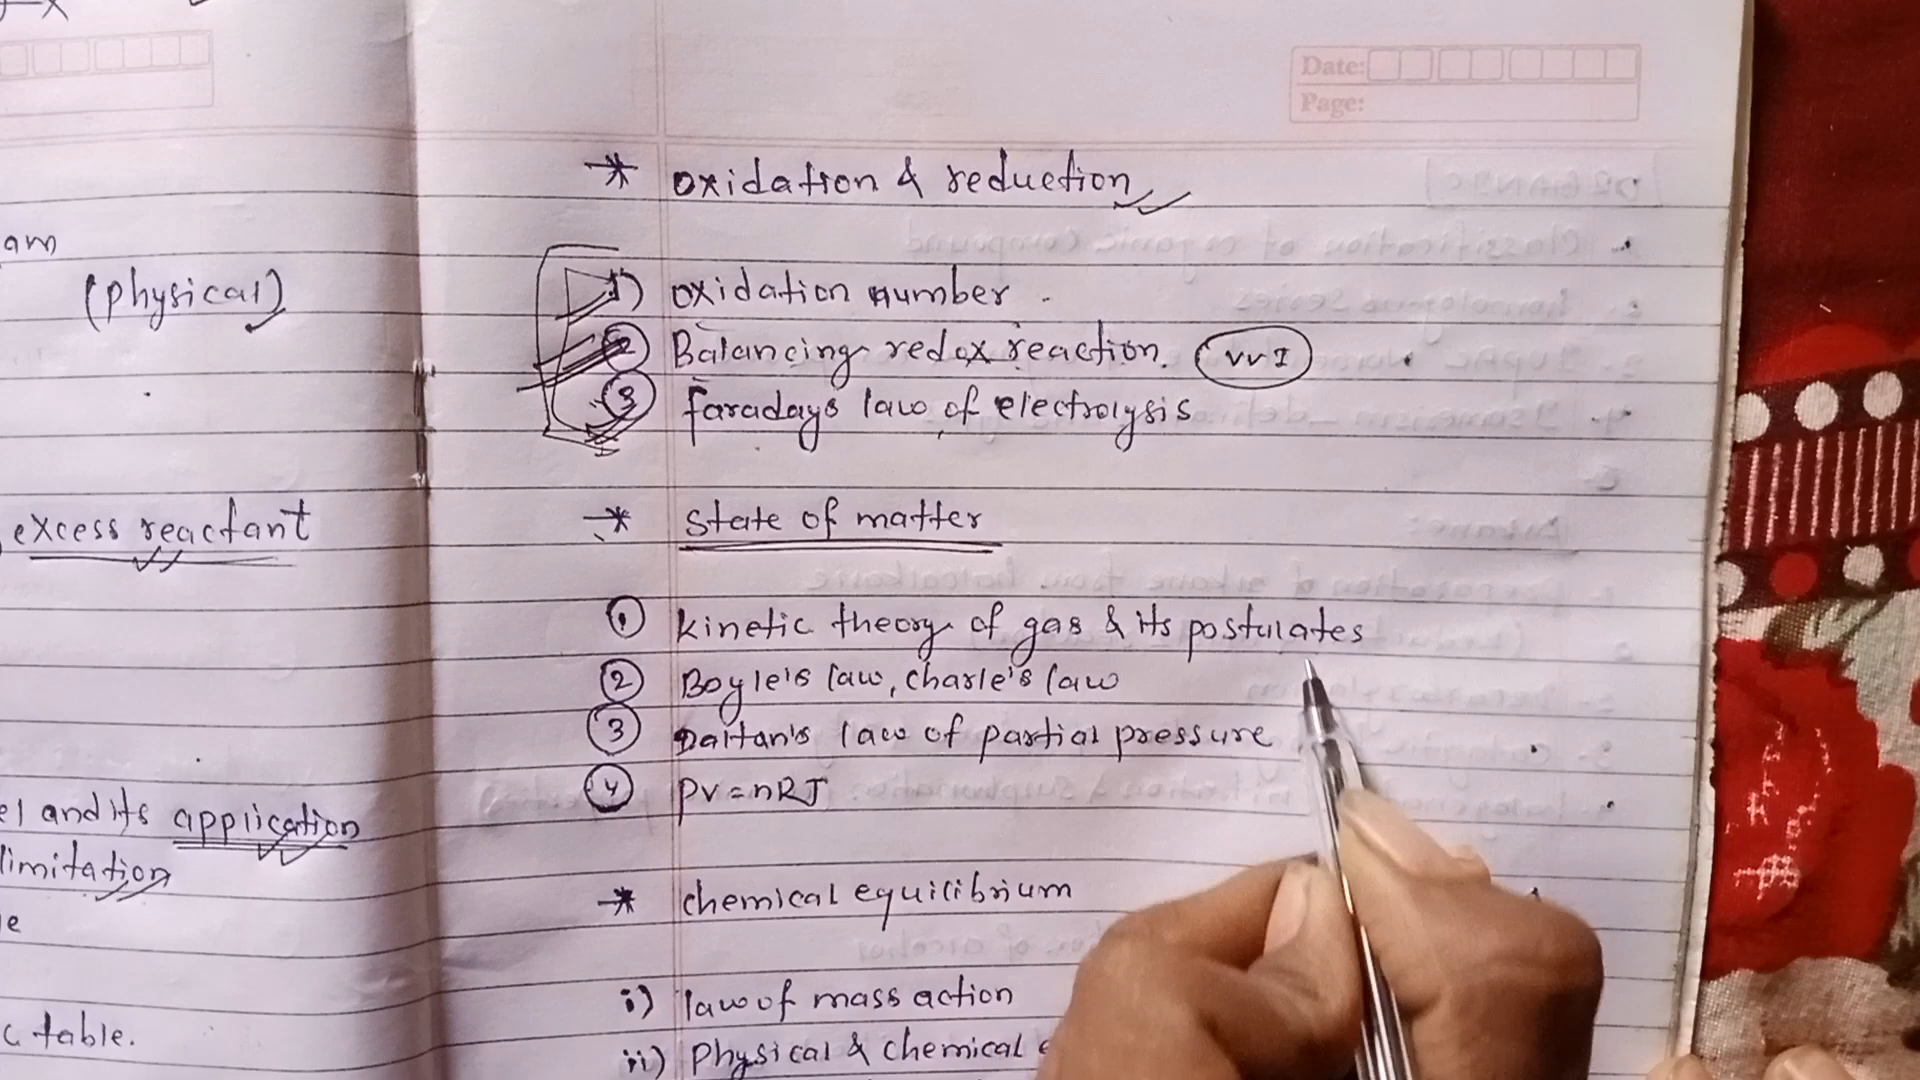 am
(physical)
excess reactant
el and its application
limitation
e
c table.
Date:
Page:
* oxidation & reduction
1) oxidation number
2 Balancing redox reaction. VVI
3 faradays law of electrolysis
* State of matter
1 kinetic theory of gas & its postulates
2 Boyle's law, charle's law
3 Daltan's law of partial pressure
4 PV = nRT
* chemical equilibrium
i) law of mass action
ii) Physical & chemical e